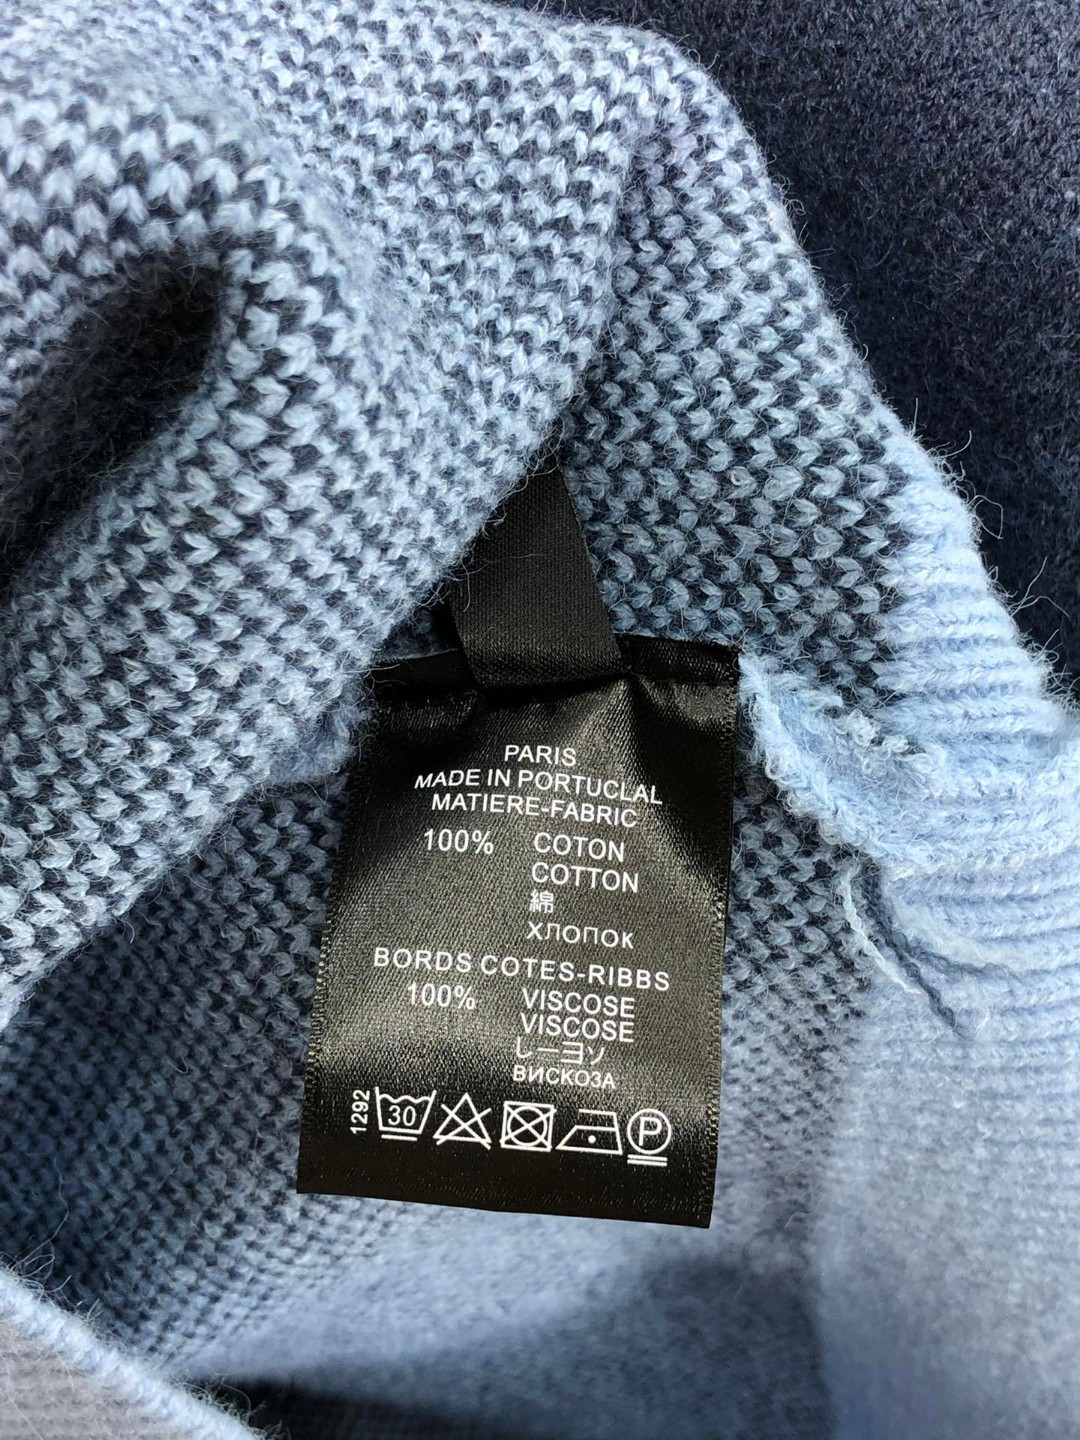 PARIS
MADE IN PORTUCLAL
MATIERE-FABRIC
100% COTON
COTTON
綿
хлопок
BORDS COTES-RIBBS
100% VISCOSE
VISCOSE
レーヨソ
ВИСКОЗА
1292 30 P